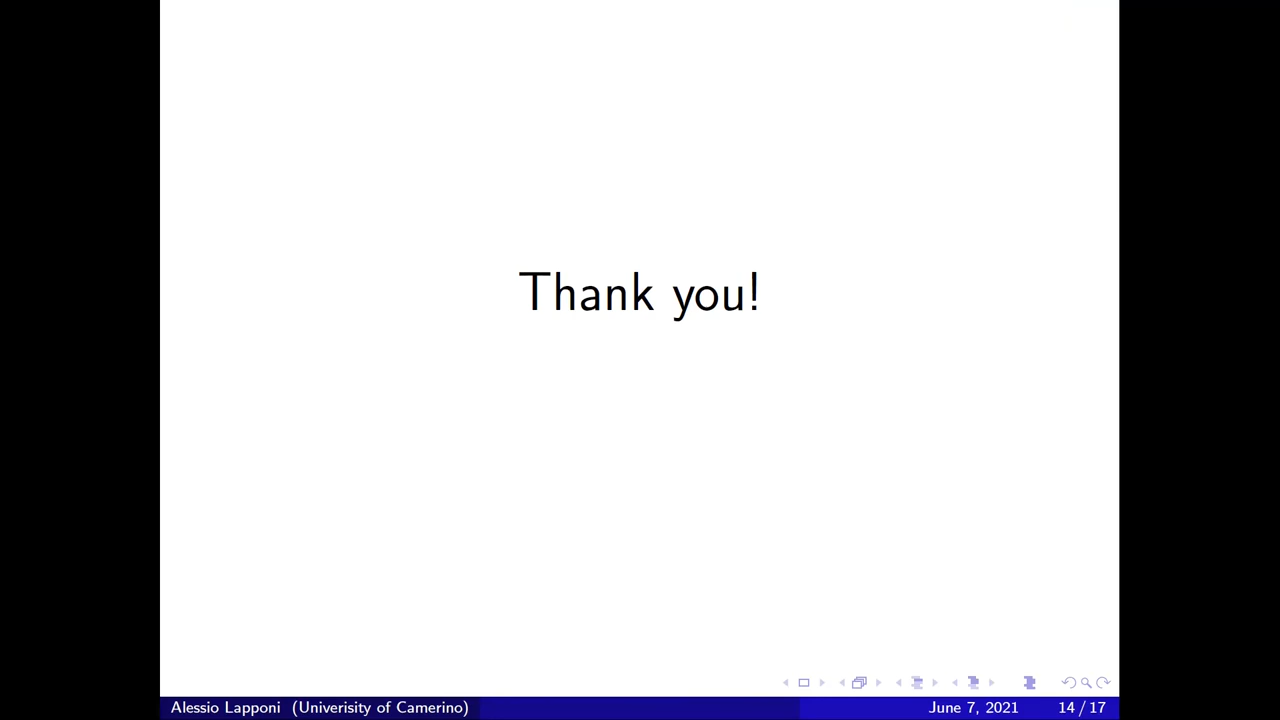 Thank you!
Alessio Lapponi (Univerisity of Camerino) June 7, 2021 14 / 17